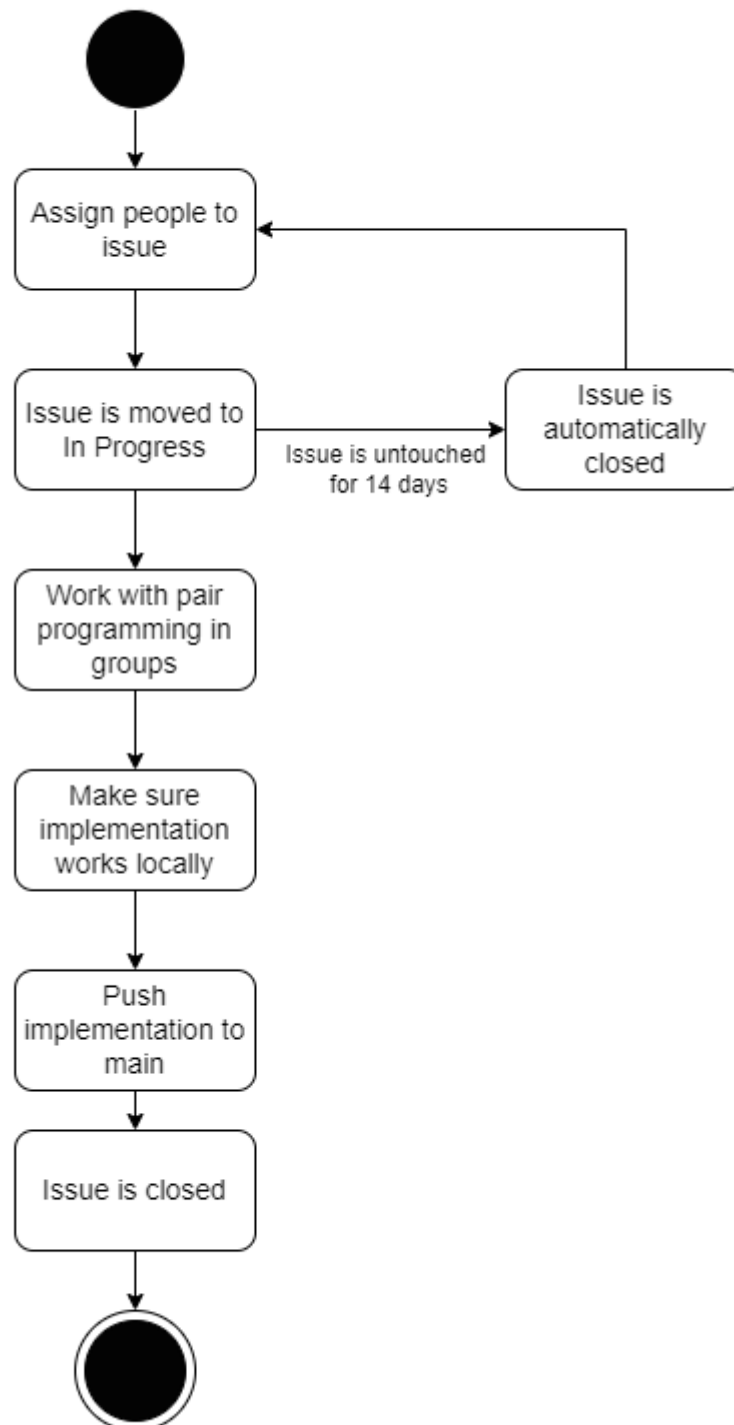 Assign people to
issue
Issue is moved to
In Progress
Issue is untouched
for 14 days
Issue is
automatically
closed
Work with pair
programming in
groups
Make sure
implementation
works locally
Push
implementation to
main
Issue is closed